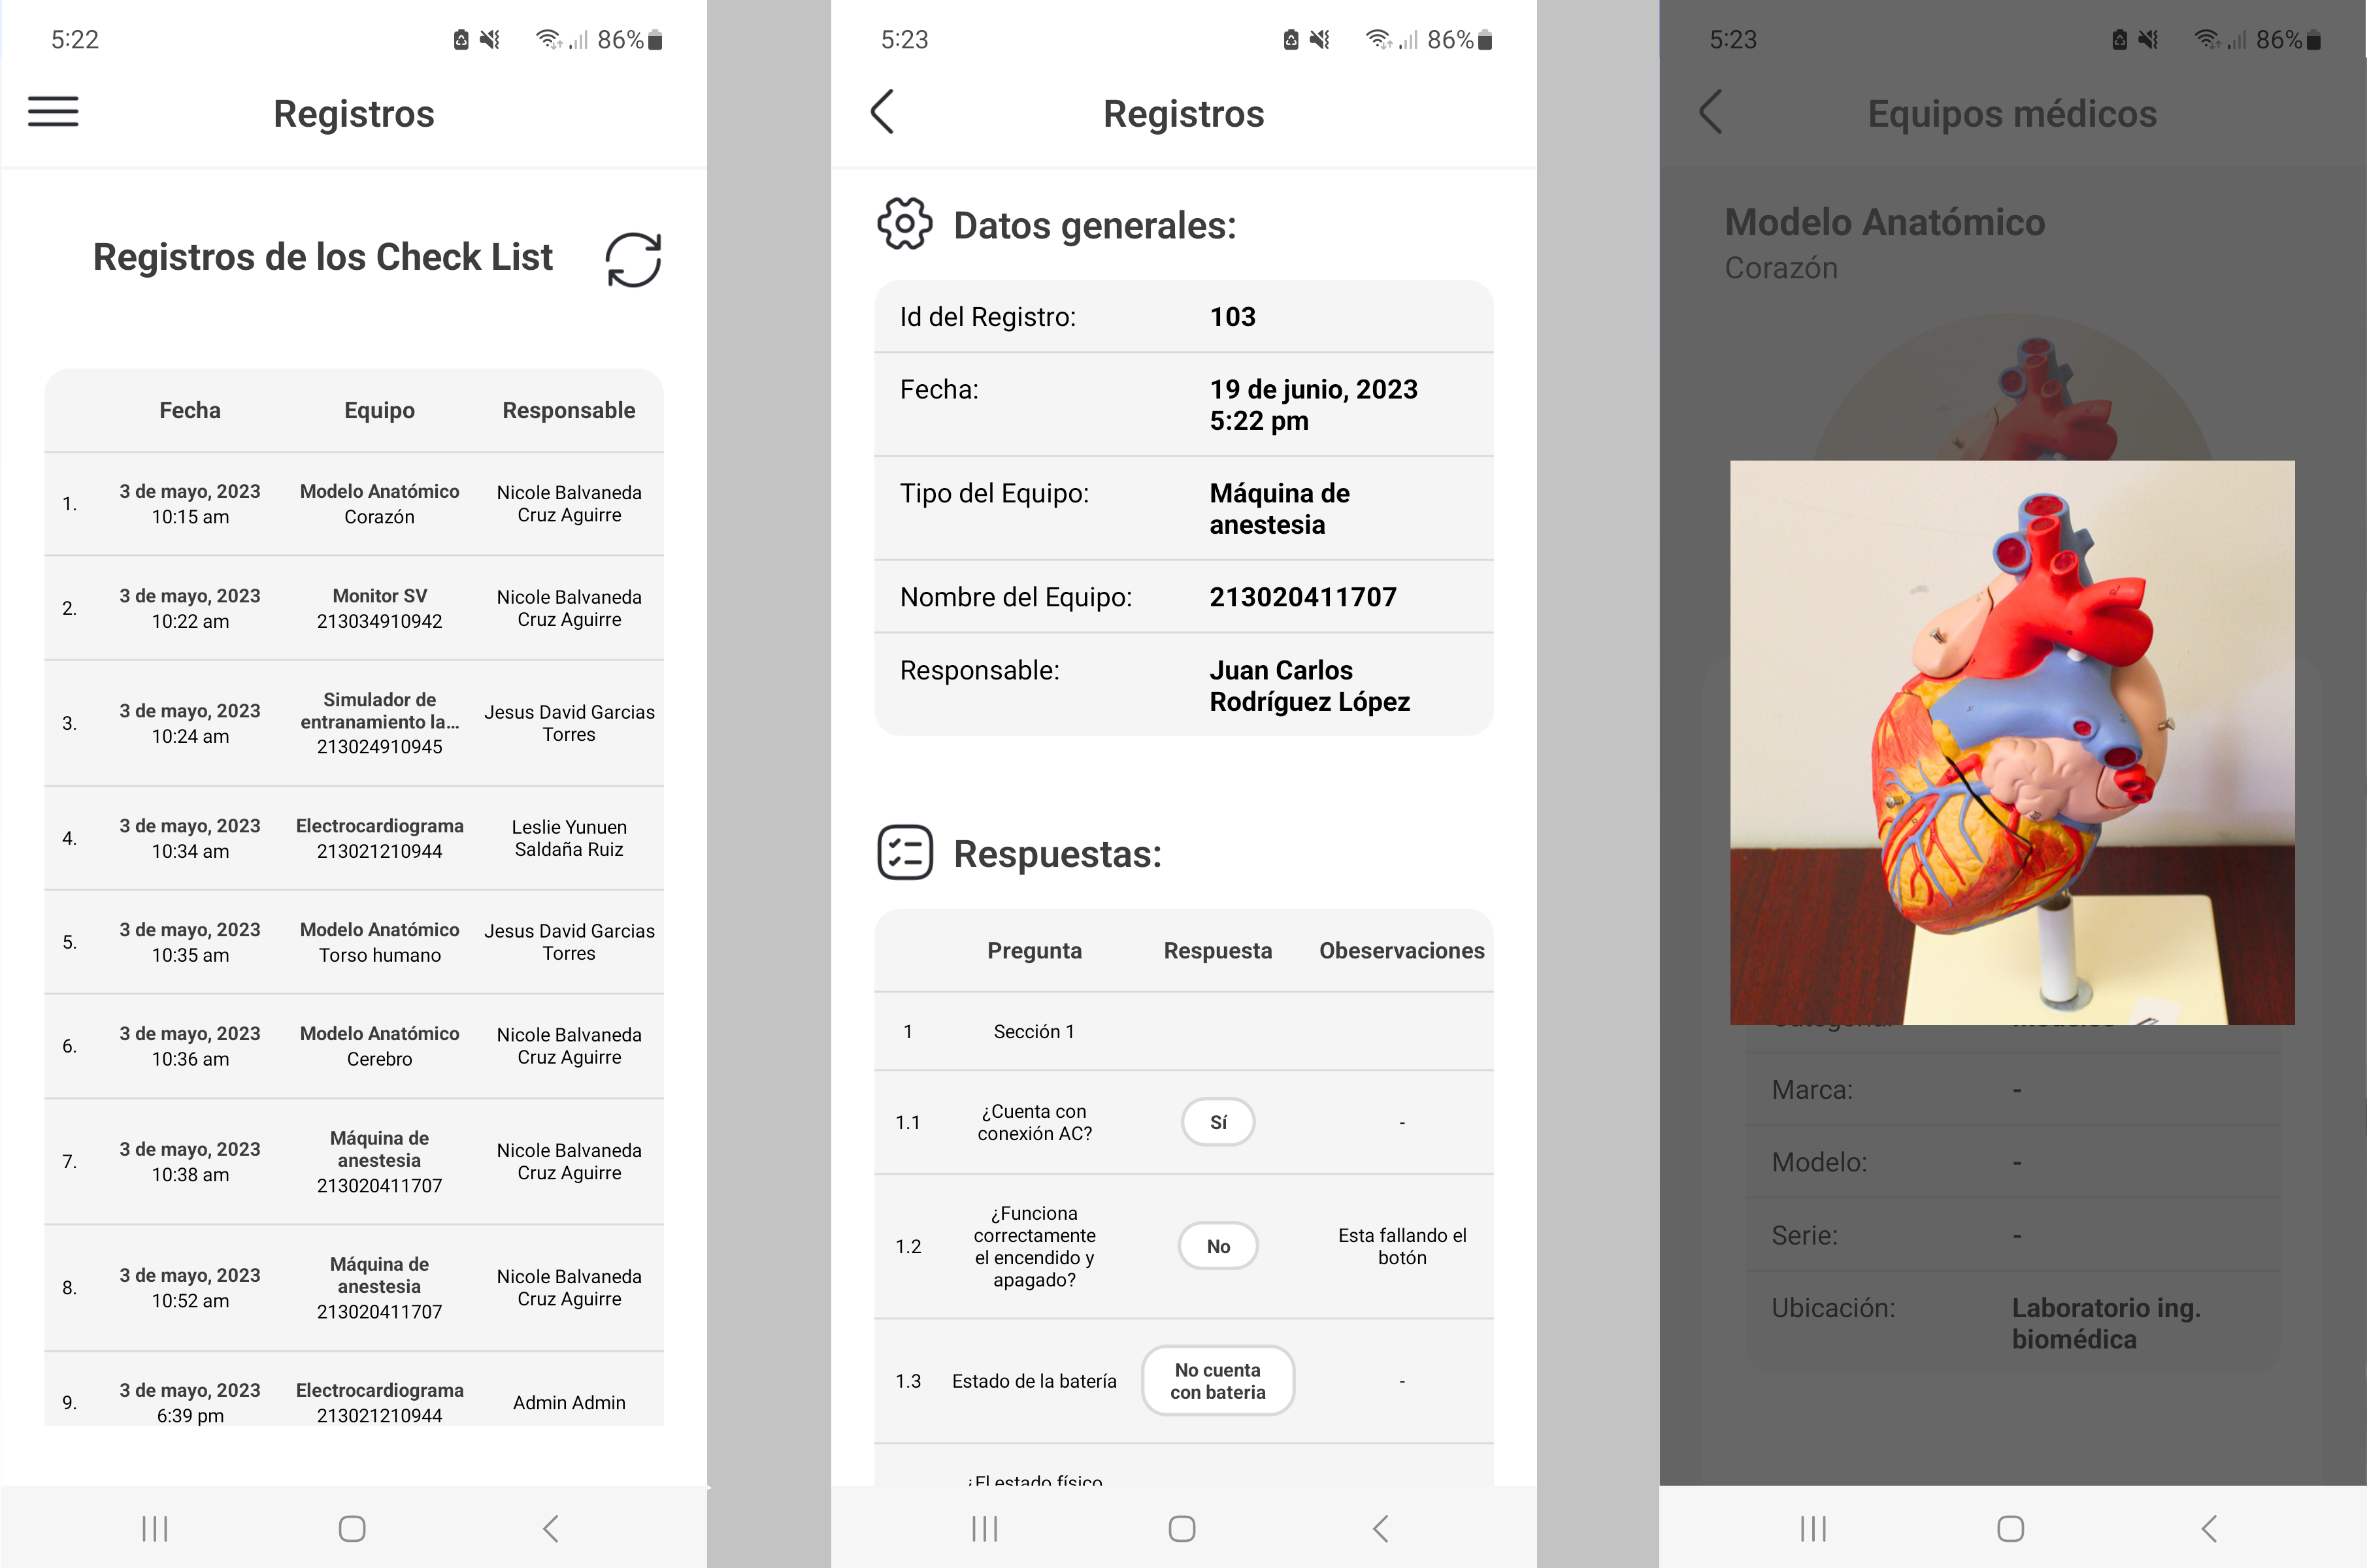 5:22
86%
Registros
Registros de los Check List
Fecha Equipo Responsable
1. 3 de mayo, 2023 10:15 am Modelo Anatómico Corazón Nicole Balvaneda Cruz Aguirre
2. 3 de mayo, 2023 10:22 am Monitor SV 213034910942 Nicole Balvaneda Cruz Aguirre
3. 3 de mayo, 2023 10:24 am Simulador de entranamiento la... 213024910945 Jesus David Garcias Torres
4. 3 de mayo, 2023 10:34 am Electrocardiograma 213021210944 Leslie Yunuen Saldaña Ruiz
5. 3 de mayo, 2023 10:35 am Modelo Anatómico Torso humano Jesus David Garcias Torres
6. 3 de mayo, 2023 10:36 am Modelo Anatómico Cerebro Nicole Balvaneda Cruz Aguirre
7. 3 de mayo, 2023 10:38 am Máquina de anestesia 213020411707 Nicole Balvaneda Cruz Aguirre
8. 3 de mayo, 2023 10:52 am Máquina de anestesia 213020411707 Nicole Balvaneda Cruz Aguirre
9. 3 de mayo, 2023 6:39 pm Electrocardiograma 213021210944 Admin Admin
5:23
86%
Registros
Datos generales:
Id del Registro: 103
Fecha: 19 de junio, 2023
5:22 pm
Tipo del Equipo: Máquina de
anestesia
Nombre del Equipo: 213020411707
Responsable: Juan Carlos
Rodríguez López
Respuestas:
Pregunta Respuesta Obeservaciones
1 Sección 1
1.1 ¿Cuenta con conexión AC? Sí -
1.2 ¿Funciona correctamente el encendido y apagado? No Esta fallando el botón
1.3 Estado de la batería No cuenta con bateria -
¿El estado físico
5:23
86%
Equipos médicos
Modelo Anatómico
Corazón
Marca: -
Modelo: -
Serie: -
Ubicación: Laboratorio ing.
biomédica